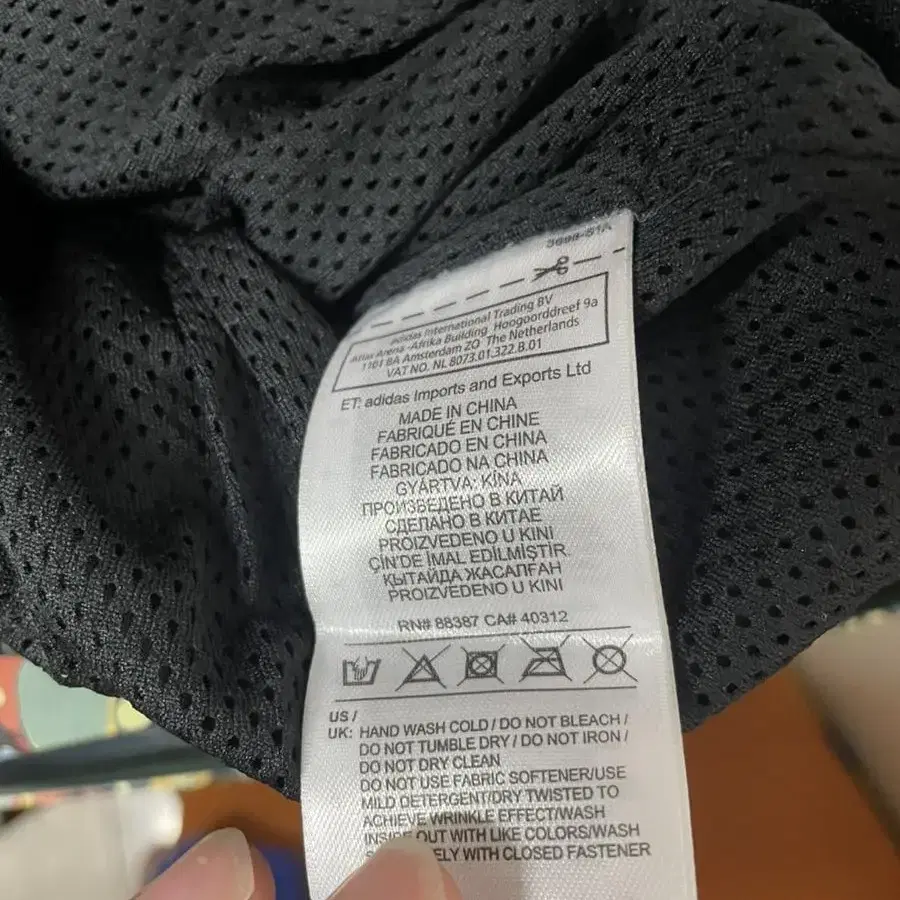 adidas International Trading BV
Atlas Arena -Afrika Building Hoogoorddreef 9a
1101 BA Amsterdam ZO The Netherlands
VAT NO. NL 8073.01.322.B.01
ET: adidas Imports and Exports Ltd
MADE IN CHINA
FABRIQUÉ EN CHINE
FABRICADO EN CHINA
FABRICADO NA CHINA
GYÁRTVA: KÍNA
ПРОИЗВЕДЕНО В КИТАЙ
СДЕЛАНО В КИТАЕ
PROIZVEDENO U KINI
ÇİN'DE İMAL EDİLMİŞTİR
ҚЫТАЙДА ЖАСАЛҒАН
PROIZVEDENO U KINI
RN# 88387 CA# 40312
US /
UK: HAND WASH COLD / DO NOT BLEACH /
DO NOT TUMBLE DRY / DO NOT IRON /
DO NOT DRY CLEAN
DO NOT USE FABRIC SOFTENER/USE
MILD DETERGENT/DRY TWISTED TO
ACHIEVE WRINKLE EFFECT/WASH
INSIDE OUT WITH LIKE COLORS/WASH
WITH CLOSED FASTENER